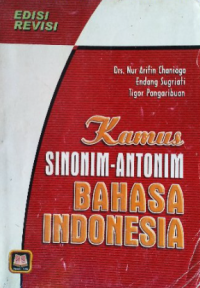 EDISI
REVISI
Drs. Nur Arifin Chaniago
Endang Sugriati
Tigor Pangaribuan
Kamus
SINONIM-ANTONIM
BAHASA
INDONESIA